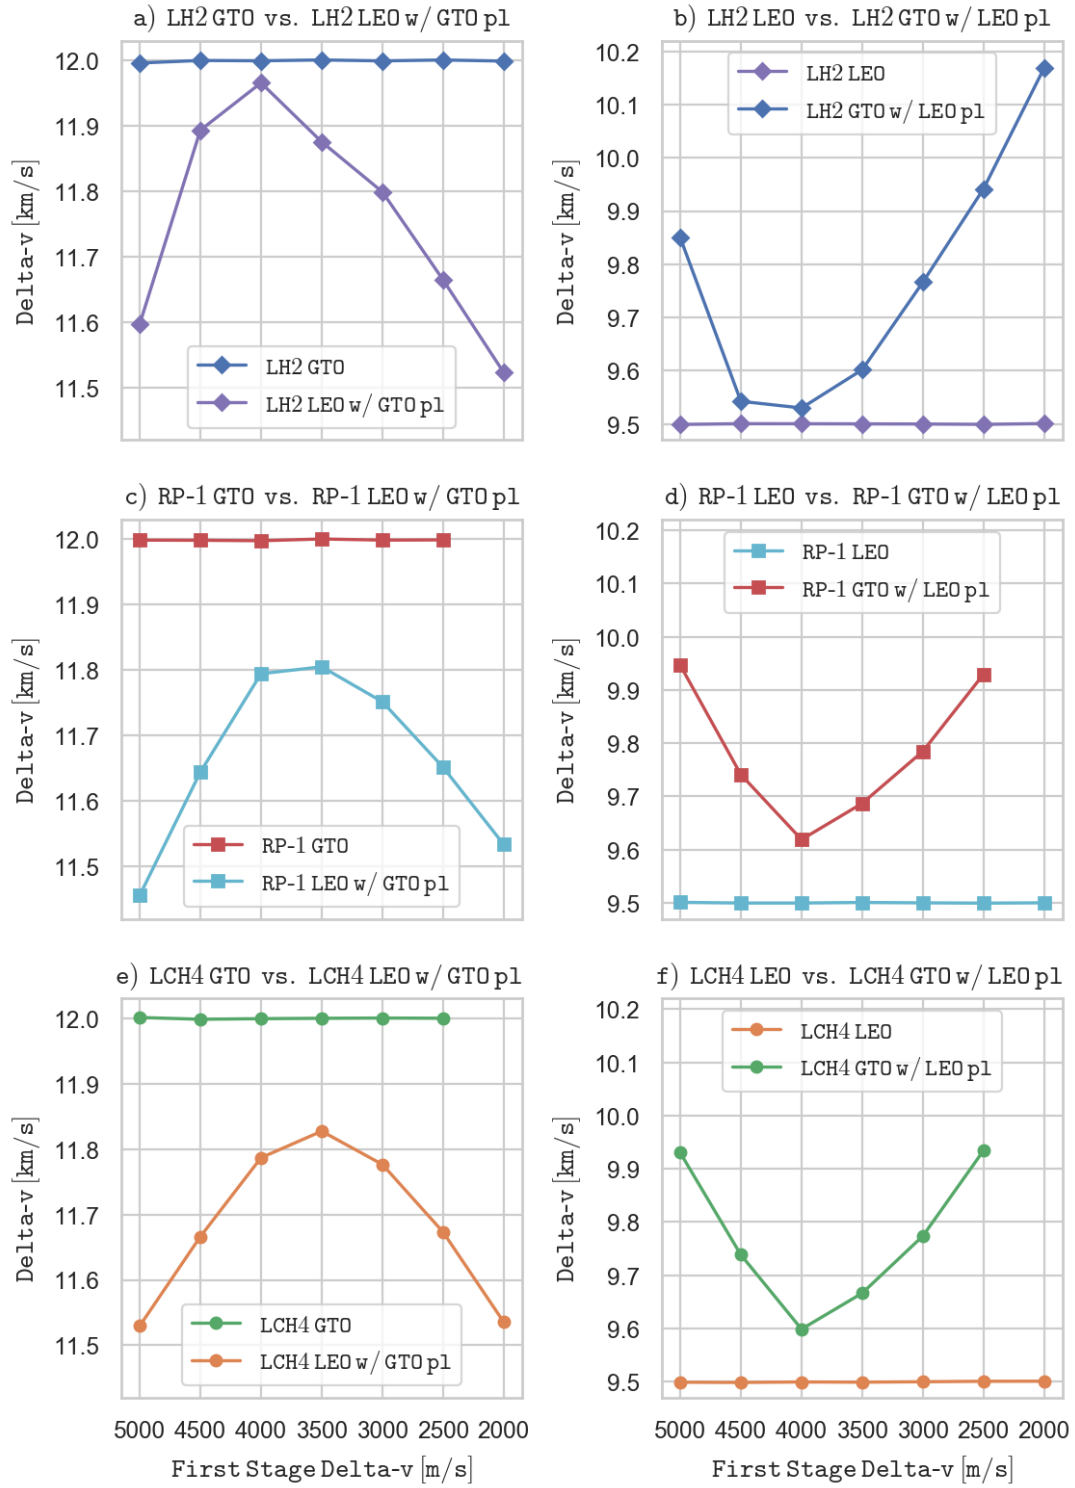 a) LH2 GTO vs. LH2 LEO w/ GTO pl
12.0
11.9
11.8
11.7
11.6
11.5
Delta-v [km/s]
LH2 GTO
LH2 LEO w/ GTO pl
b) LH2 LEO vs. LH2 GTO w/ LEO pl
10.2
10.1
10.0
9.9
9.8
9.7
9.6
9.5
Delta-v [km/s]
LH2 LEO
LH2 GTO w/ LEO pl
c) RP-1 GTO vs. RP-1 LEO w/ GTO pl
12.0
11.9
11.8
11.7
11.6
11.5
Delta-v [km/s]
RP-1 GTO
RP-1 LEO w/ GTO pl
d) RP-1 LEO vs. RP-1 GTO w/ LEO pl
10.2
10.1
10.0
9.9
9.8
9.7
9.6
9.5
Delta-v [km/s]
RP-1 LEO
RP-1 GTO w/ LEO pl
e) LCH4 GTO vs. LCH4 LEO w/ GTO pl
12.0
11.9
11.8
11.7
11.6
11.5
Delta-v [km/s]
LCH4 GTO
LCH4 LEO w/ GTO pl
5000 4500 4000 3500 3000 2500 2000
First Stage Delta-v [m/s]
f) LCH4 LEO vs. LCH4 GTO w/ LEO pl
10.2
10.1
10.0
9.9
9.8
9.7
9.6
9.5
Delta-v [km/s]
LCH4 LEO
LCH4 GTO w/ LEO pl
5000 4500 4000 3500 3000 2500 2000
First Stage Delta-v [m/s]